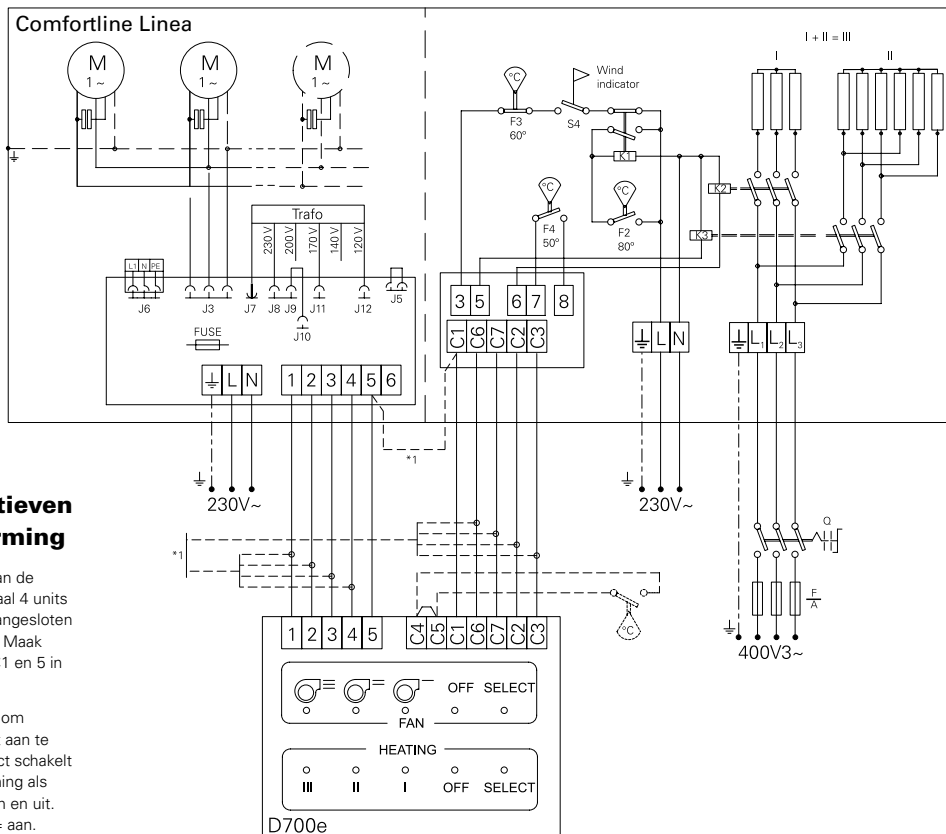 Comfortline Linea
I + II = III
M
1 ~
M
1 ~
M
1 ~
°C
F3
60°
Wind
indicator
S4
I
II
K1
K2
K3
°C
F4
50°
°C
F2
80°
Trafo
230 V
200 V
170 V
140 V
120 V
L1 N PE
J6
J3
J7
J8
J9
J10
J11
J12
J5
FUSE
L N
1 2 3 4 5 6
3 5 6 7 8
C1 C6 C7 C2 C3
L N
L1 L2 L3
*1
230V~
230V~
Q
F
A
400V3~
*1
°C
tieven
rming
an de
aal 4 units
angesloten
Maak
1 en 5 in
om
t aan te
ct schakelt
ning als
n en uit.
= aan.
1 2 3 4 5
C4 C5 C1 C6 C7 C2 C3
OFF SELECT
FAN
HEATING
III II I OFF SELECT
D700e